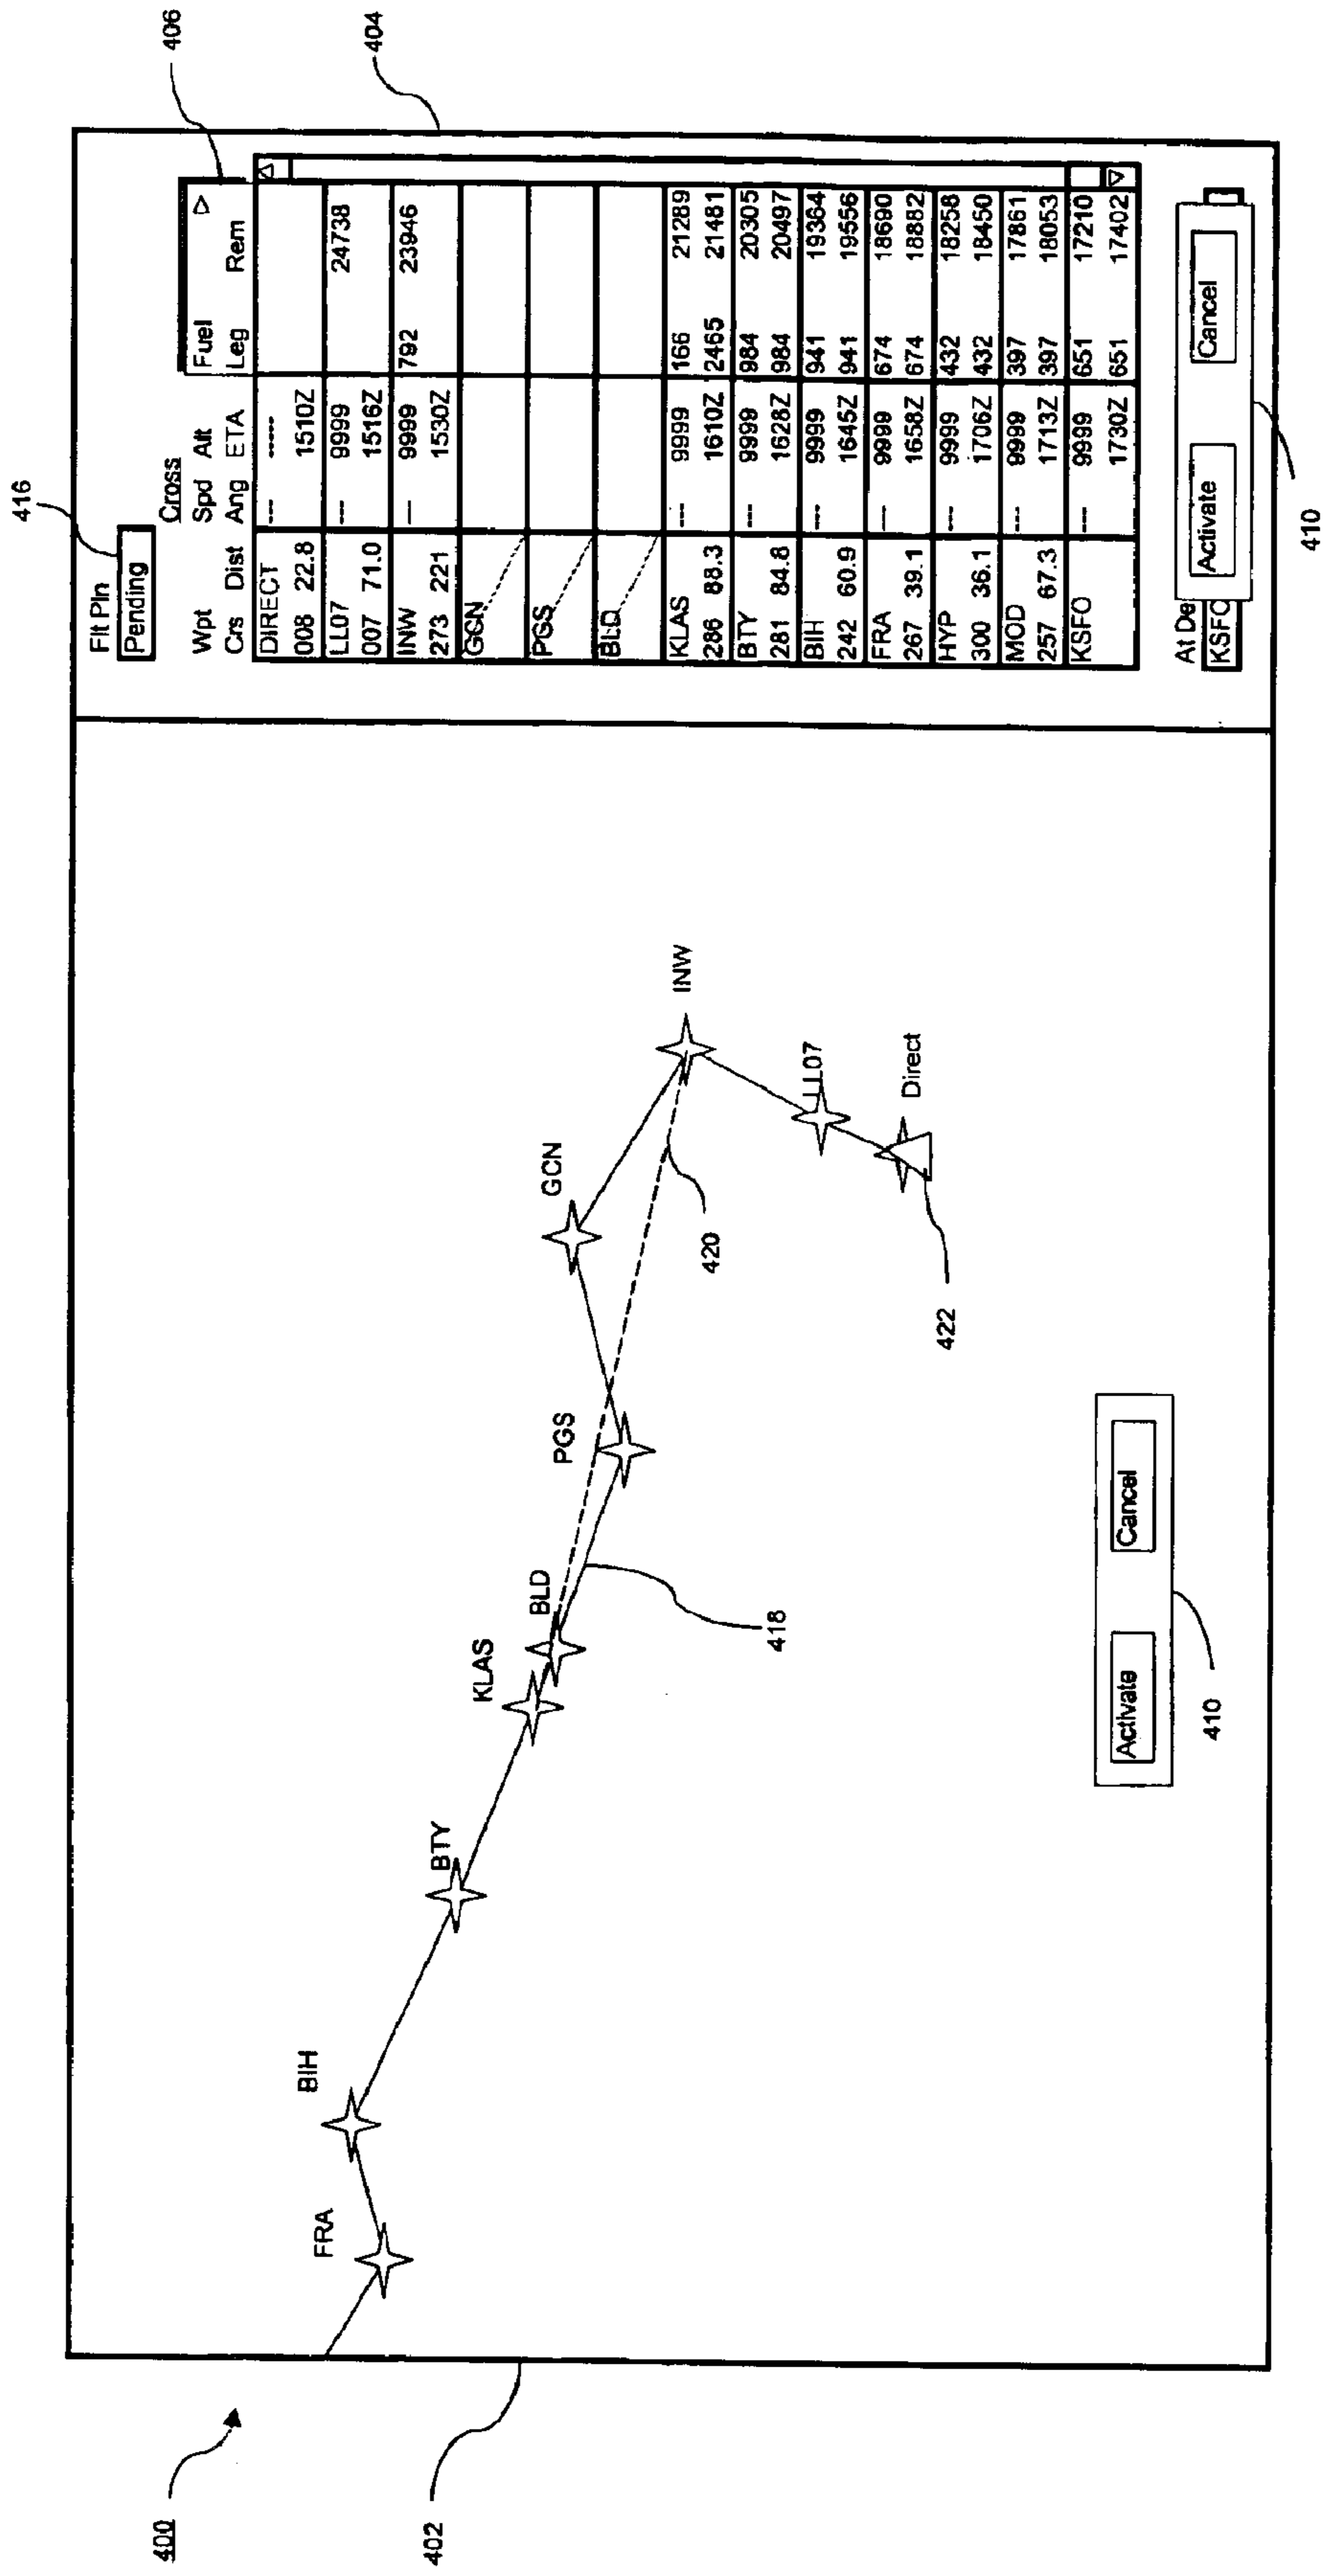 400
402
404
406
416
Flt Pln
Pending
Cross
Wpt Spd Alt Fuel
Crs Dist Ang ETA Leg Rem
DIRECT --- -----
008 22.8 1510Z
LL07 --- 9999
007 71.0 1516Z 24738
INW --- 9999 792 23946
273 221 1530Z
GCN
PGS
BLD
KLAS --- 9999 166 21289
286 88.3 1610Z 2465 21481
BTY --- 9999 984 20305
281 84.8 1628Z 984 20497
BIH --- 9999 941 19364
242 60.9 1645Z 941 19556
FRA --- 9999 674 18690
267 39.1 1658Z 674 18882
HYP --- 9999 432 18258
300 36.1 1706Z 432 18450
MOD --- 9999 397 17861
257 67.3 1713Z 397 18053
KSFO --- 9999 651 17210
1730Z 651 17402
At De
KSFO
Activate Cancel
410
FRA
BIH
BTY
KLAS
BLD
PGS
GCN
INW
LL07
Direct
418
420
422
Activate Cancel
410